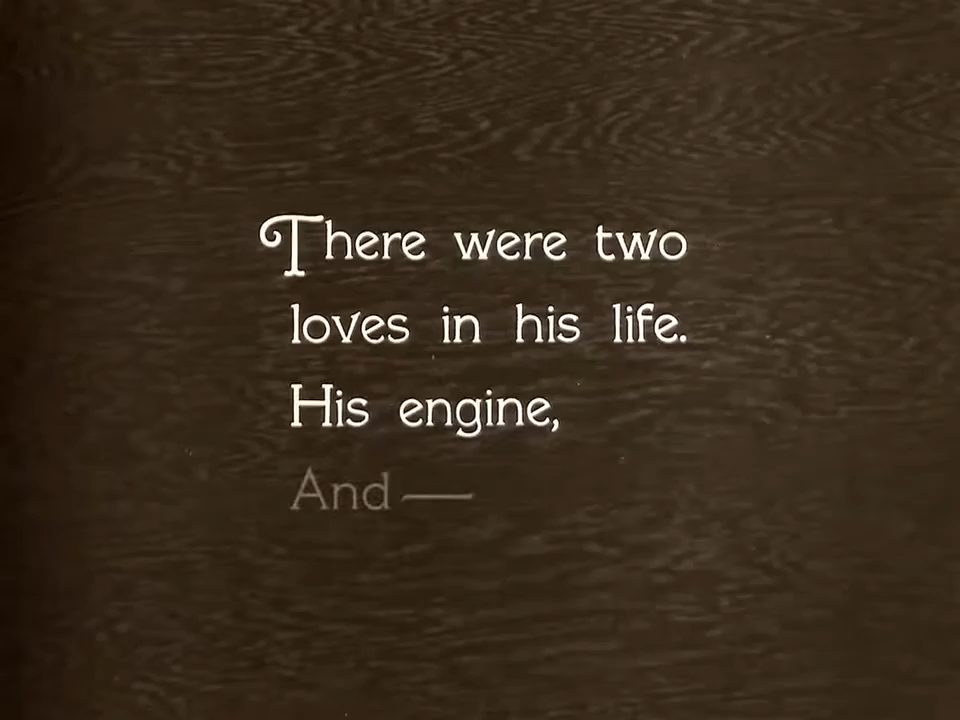 There were two
loves in his life.
His engine,
And —